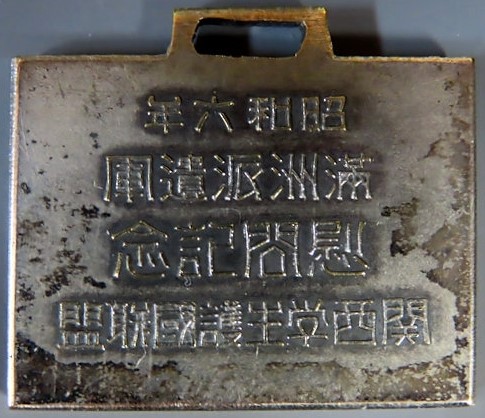 昭和六年
満洲派遣軍
慰問記念
関西学生護國聯盟